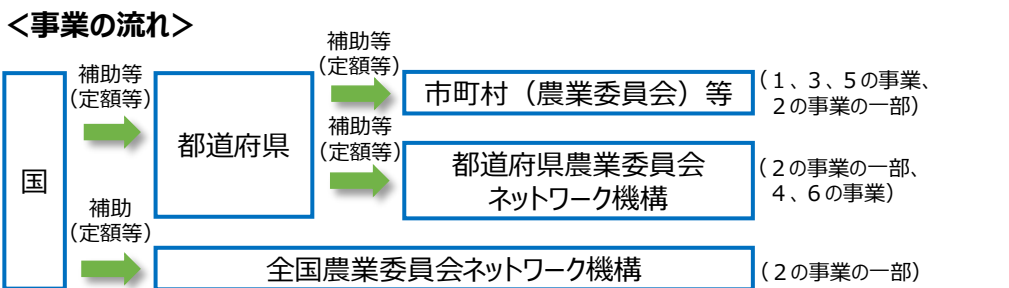 ＜事業の流れ＞
国
補助等
（定額等）
都道府県
補助等
（定額等）
市町村（農業委員会）等
（１、３、５の事業、
２の事業の一部）
補助等
（定額等）
都道府県農業委員会
ネットワーク機構
（２の事業の一部、
４、６の事業）
補助
（定額等）
全国農業委員会ネットワーク機構
（２の事業の一部）